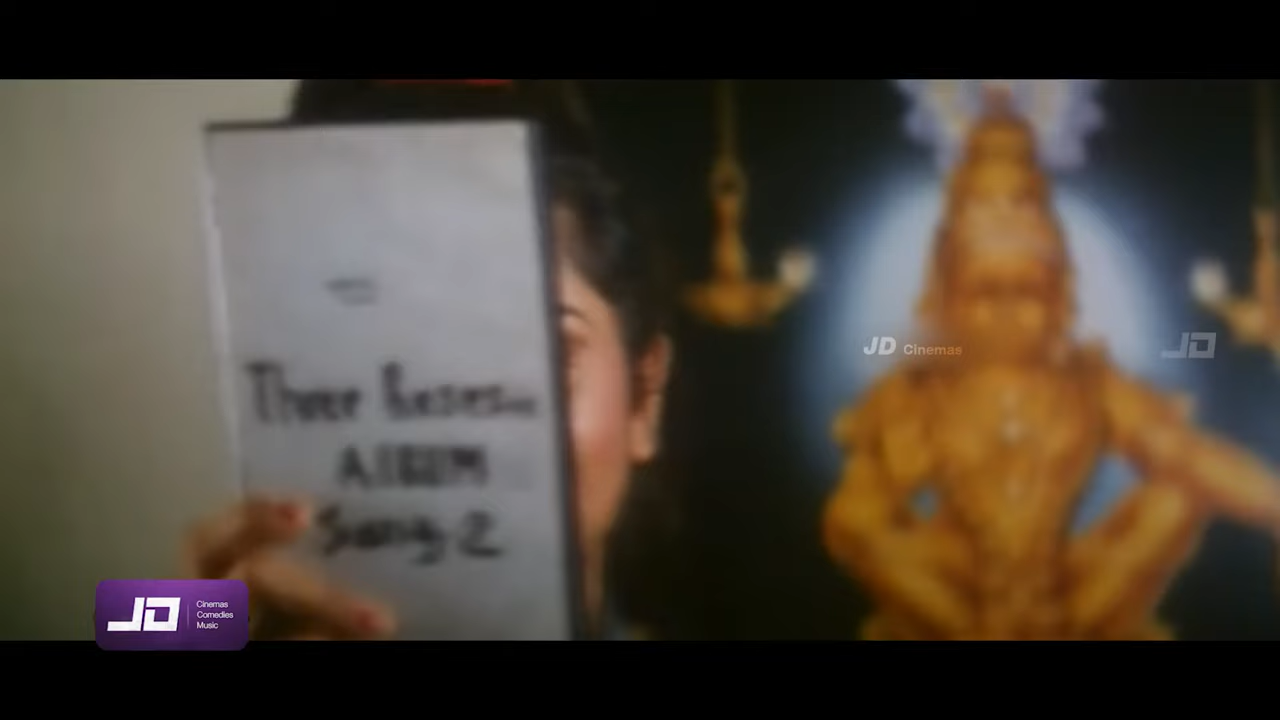 Three Roses
ALBUM
Song-2
JD Cinemas
JD
JD
Cinemas
Comedies
Music